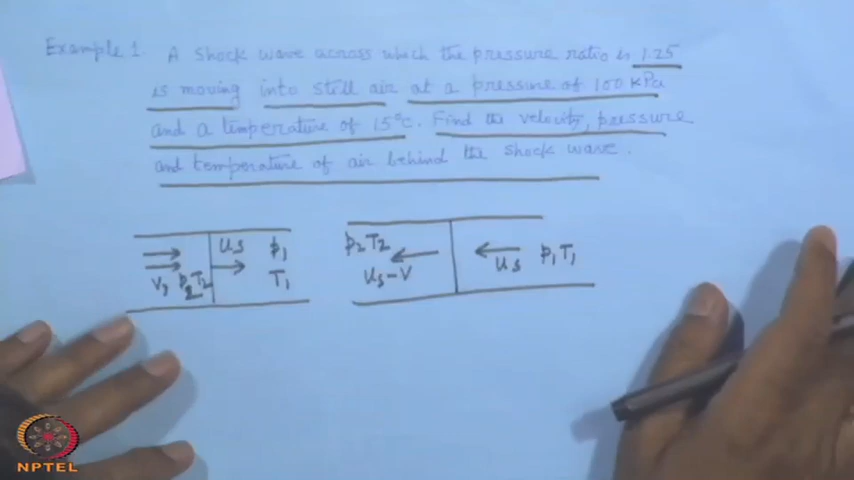 Example 1. A shock wave across which the pressure ratio is 1.25
is moving into still air at a pressure of 100 kPa
and a temperature of 15°C. Find the velocity, pressure
and temperature of air behind the shock wave.
us p1
V, p2 T2 T1
p2 T2
us-V
us p1 T1
NPTEL